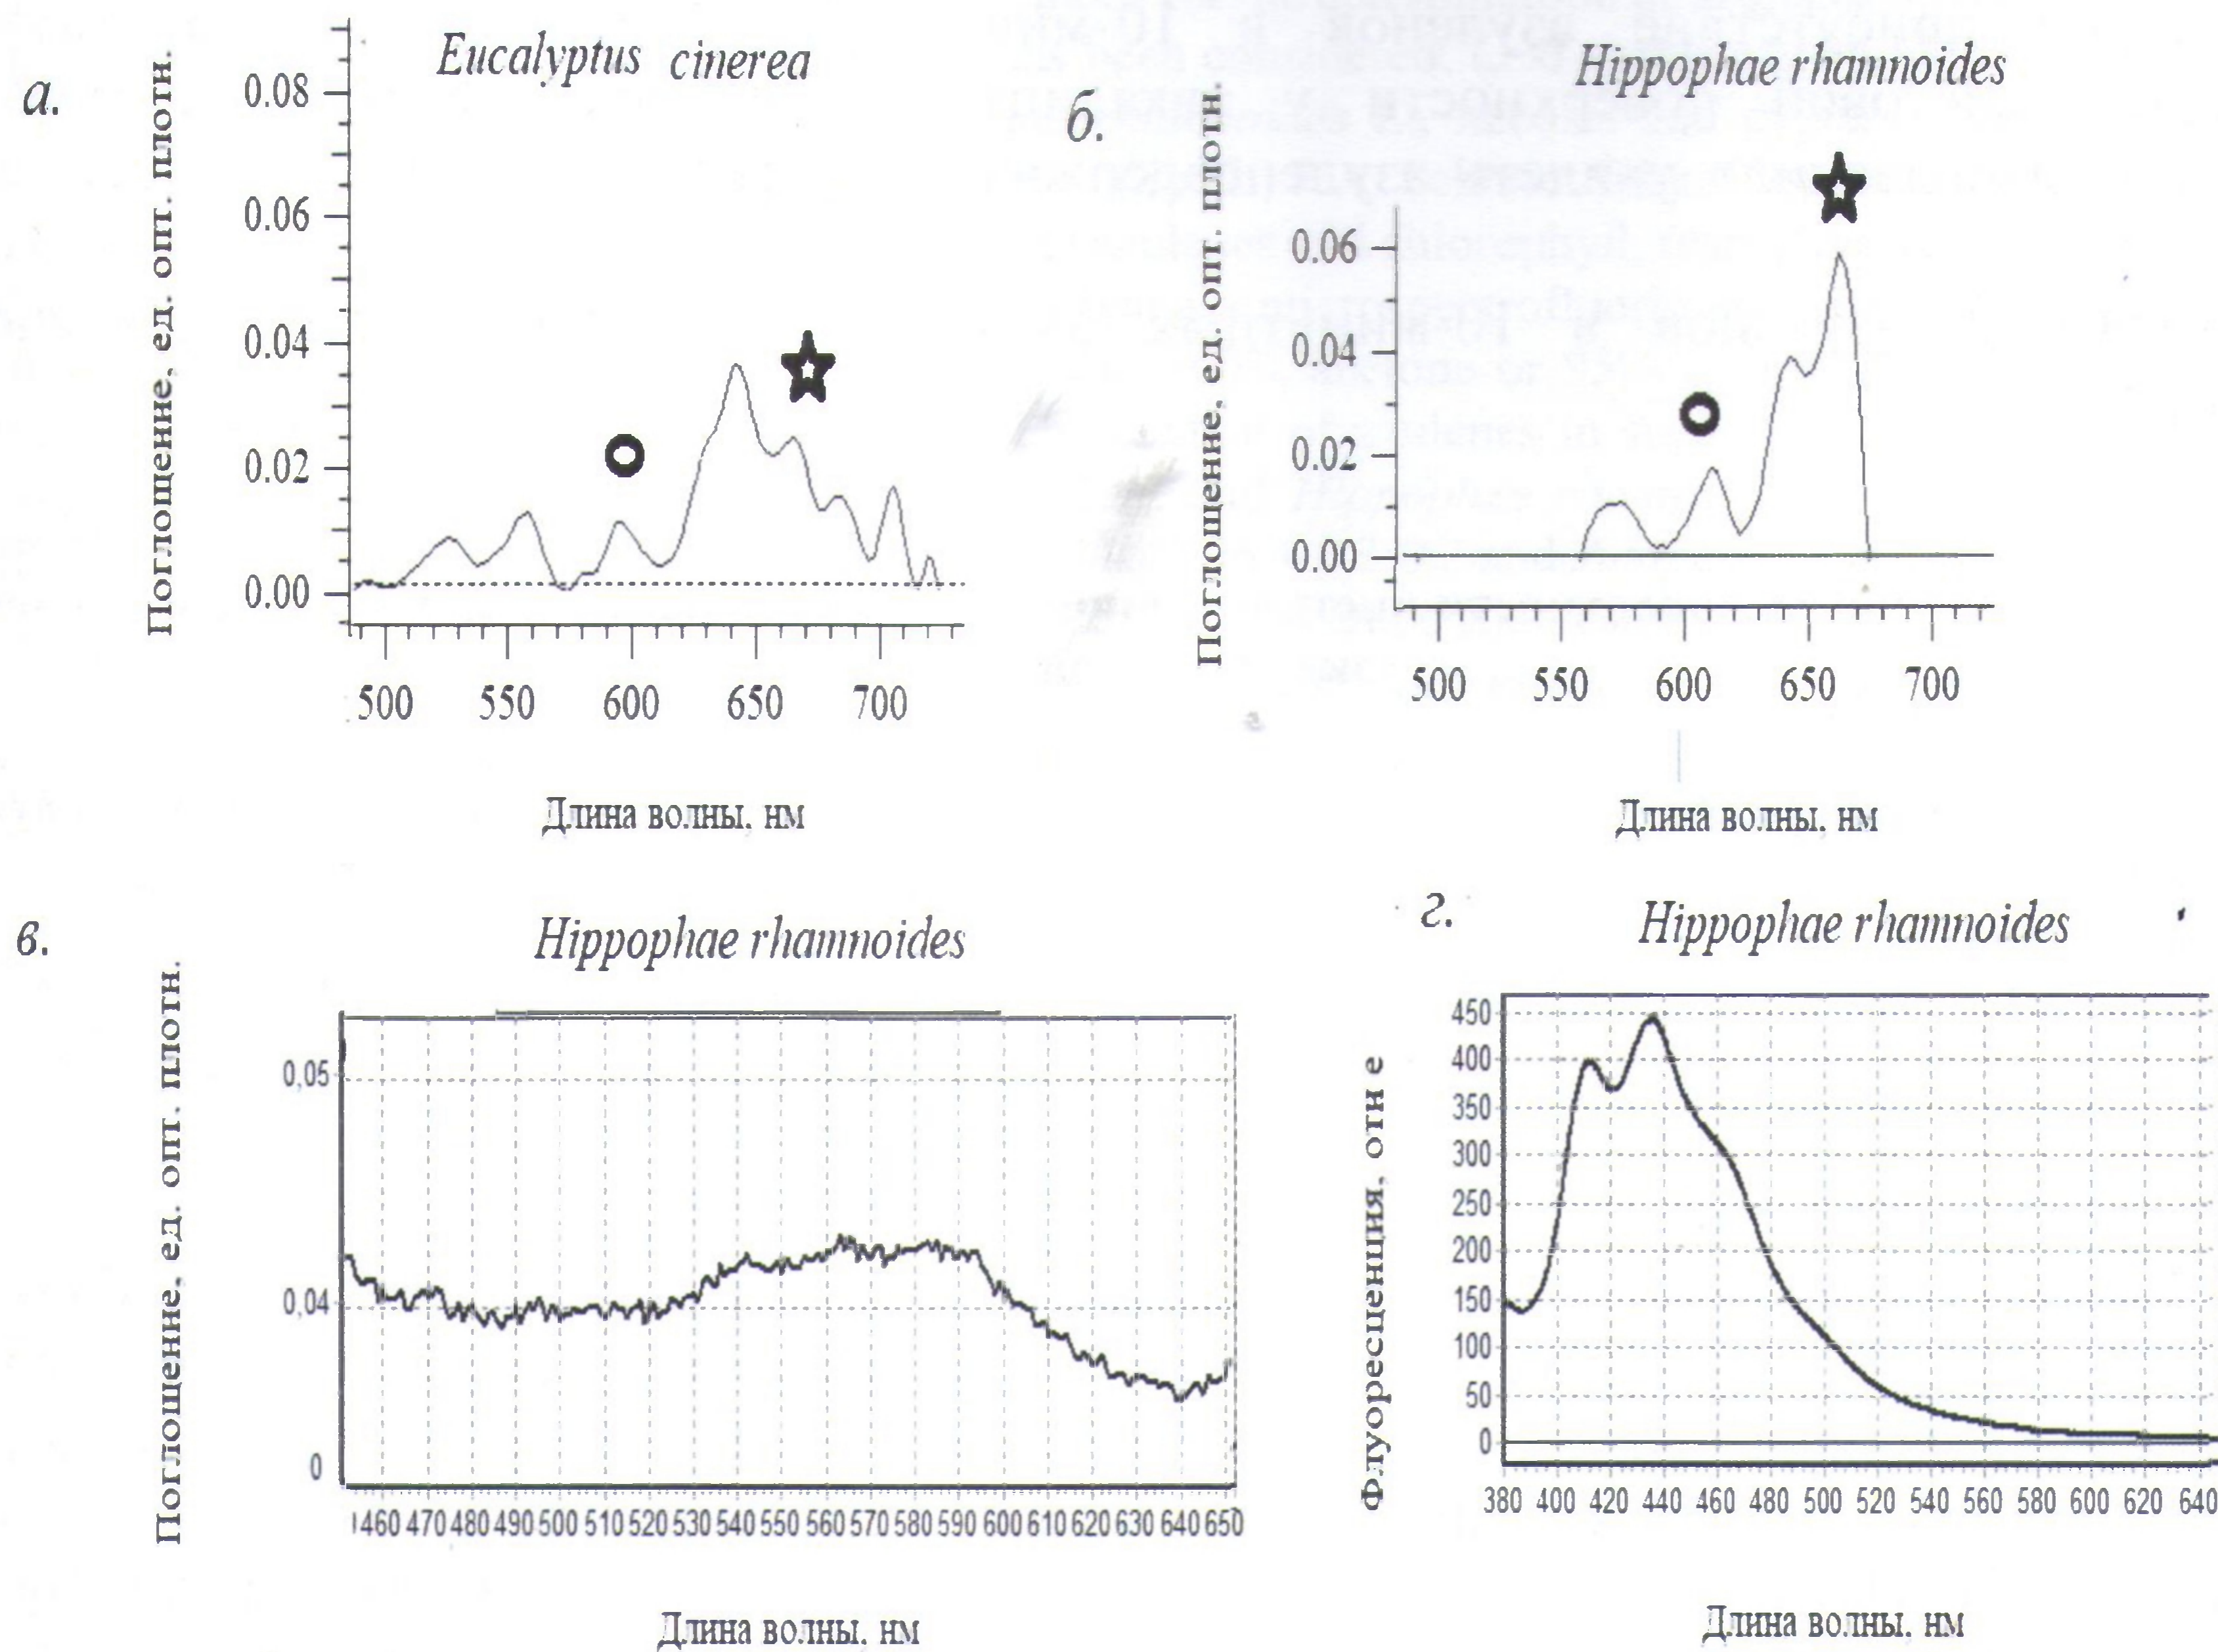 а.
Поглощение, ед. опт. плотн.
Eucalyptus cinerea
0.08
0.06
0.04
0.02
0.00
500 550 600 650 700
Длина волны, нм
б.
Поглощение, ед. опт. плотн.
Hippophae rhamnoides
0.06
0.04
0.02
0.00
500 550 600 650 700
Длина волны, нм
в.
Поглощение, ед. опт. плотн.
Hippophae rhamnoides
0,05
0,04
0
460 470 480 490 500 510 520 530 540 550 560 570 580 590 600 610 620 630 640 650
Длина волны, нм
г.
Флуоресценция, отн е
Hippophae rhamnoides
450
400
350
300
250
200
150
100
50
0
380 400 420 440 460 480 500 520 540 560 580 600 620 640
Длина волны, нм